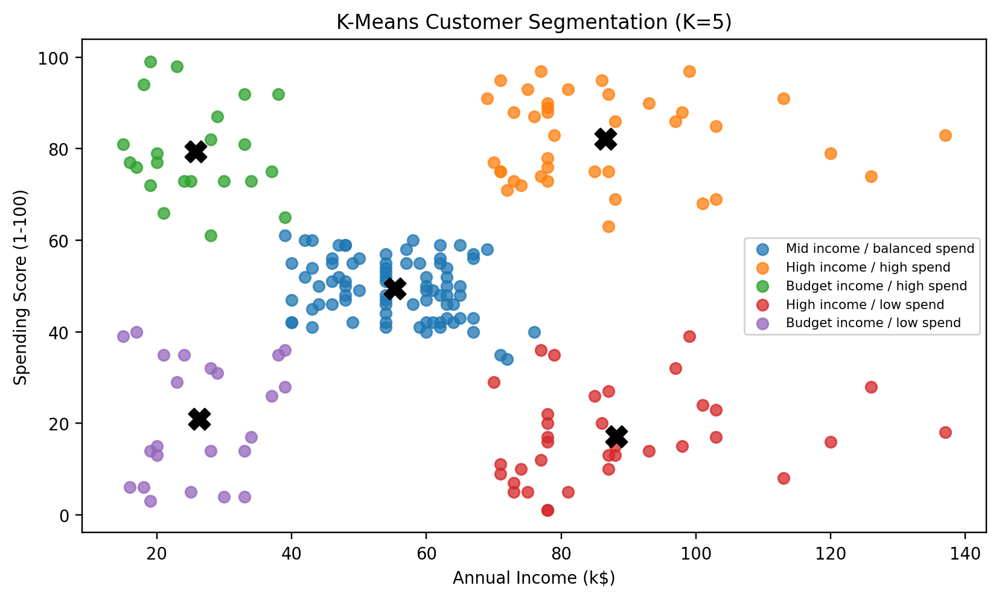 K-Means Customer Segmentation (K=5)
100
80
60
40
20
0
Spending Score (1-100)
Mid income / balanced spend
High income / high spend
Budget income / high spend
High income / low spend
Budget income / low spend
20
40
60
80
100
120
140
Annual Income (k$)